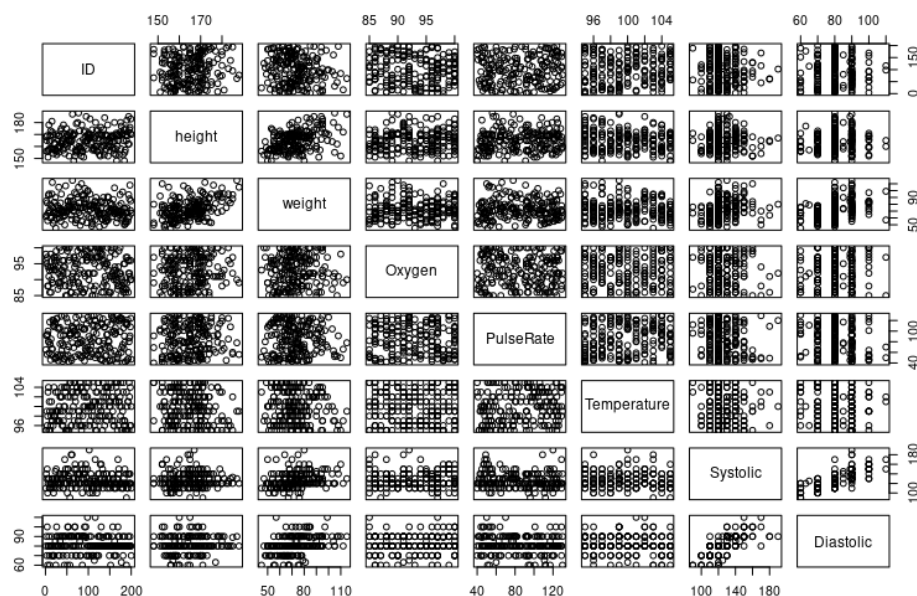 150 170 85 90 95 96 100 104 60 80 100
ID 0 150
150 180 height
weight 50 90
85 95 Oxygen
PulseRate 40 100
96 104 Temperature
Systolic 100 180
60 90 Diastolic
0 50 100 200 50 80 110 40 80 120 100 140 180